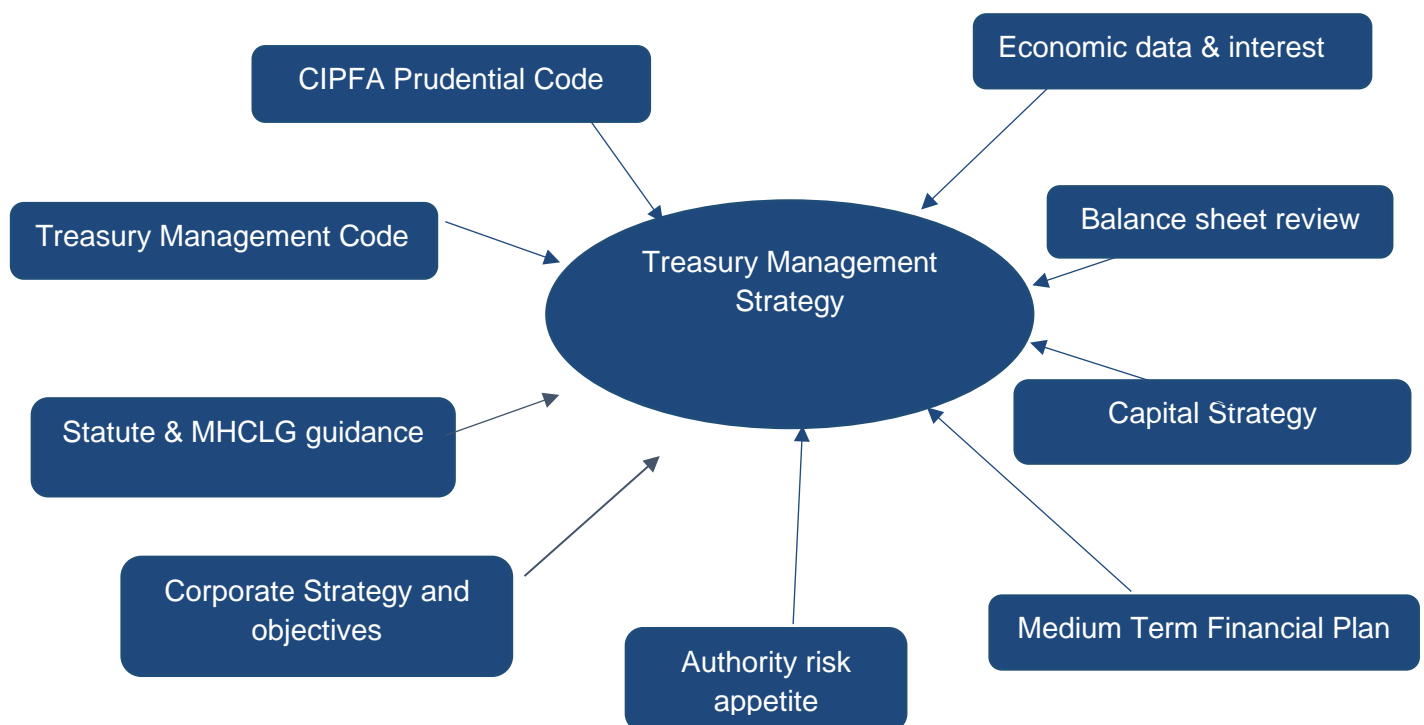 Economic data & interest
CIPFA Prudential Code
Balance sheet review
Treasury Management Code
Treasury Management
Strategy
Capital Strategy
Statute & MHCLG guidance
Corporate Strategy and
objectives
Medium Term Financial Plan
Authority risk
appetite